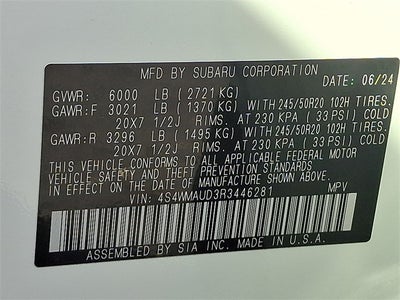 MFD BY SUBARU CORPORATION
DATE: 06/24
GVWR: 6000 LB ( 2721 KG)
GAWR:F 3021 LB ( 1370 KG) WITH 245/50R20 102H TIRES.
20X7 1/2J RIMS. AT 230 KPA ( 33 PSI) COLD
GAWR:R 3296 LB ( 1495 KG) WITH 245/50R20 102H TIRES.
20X7 1/2J RIMS. AT 230 KPA ( 33 PSI) COLD
THIS VEHICLE CONFORMS TO ALL APPLICABLE FEDERAL MOTOR
VEHICLE SAFETY AND THEFT PREVENTION STANDARDS
IN EFFECT ON THE DATE OF MANUFACTURE SHOWN ABOVE.
VIN: 4S4WMAUD3R3446281 MPV
ASSEMBLED BY SIA INC. MADE IN U.S.A.